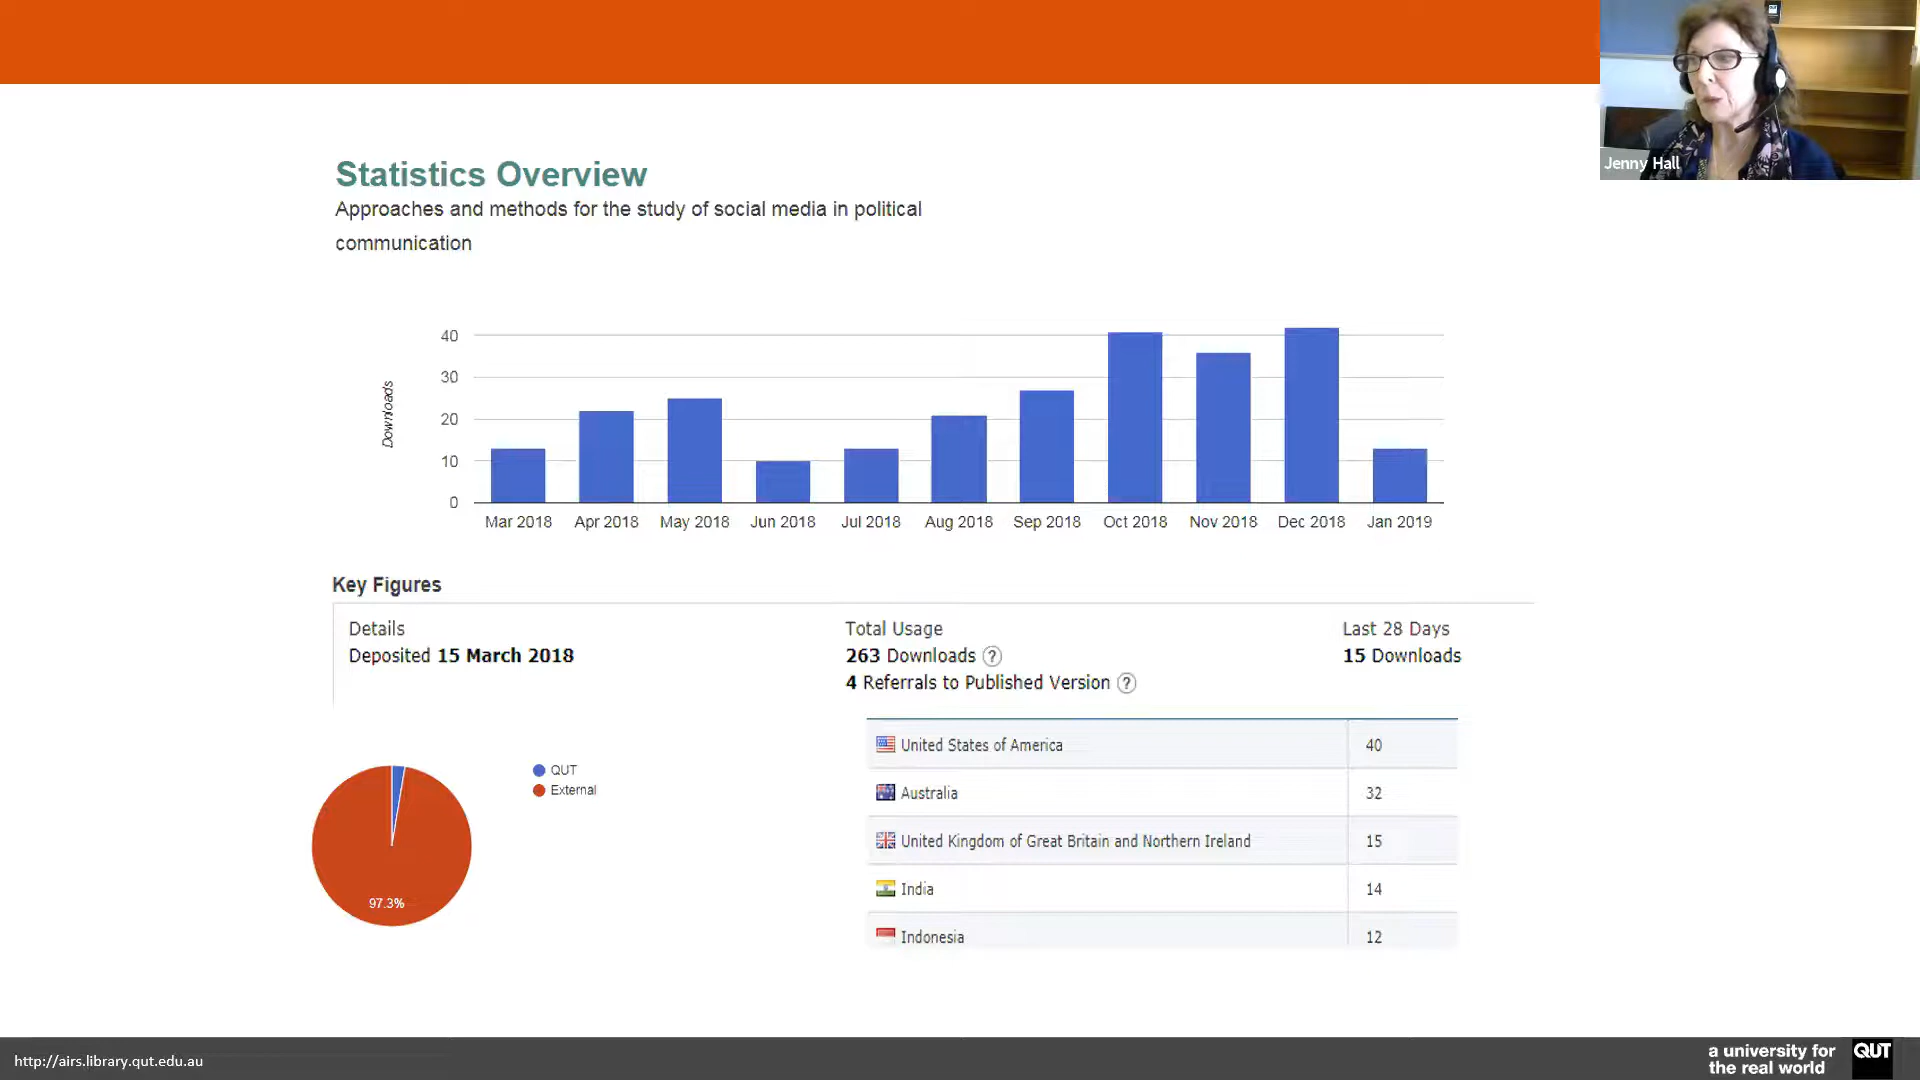 Jenny Hall
Statistics Overview
Approaches and methods for the study of social media in political
communication
Downloads
40
30
20
10
0
Mar 2018 Apr 2018 May 2018 Jun 2018 Jul 2018 Aug 2018 Sep 2018 Oct 2018 Nov 2018 Dec 2018 Jan 2019
Key Figures
Details Total Usage Last 28 Days
Deposited 15 March 2018 263 Downloads ? 15 Downloads
4 Referrals to Published Version ?
QUT
External
97.3%
United States of America 40
Australia 32
United Kingdom of Great Britain and Northern Ireland 15
India 14
Indonesia 12
http://airs.library.qut.edu.au
a university for
the real world
QUT